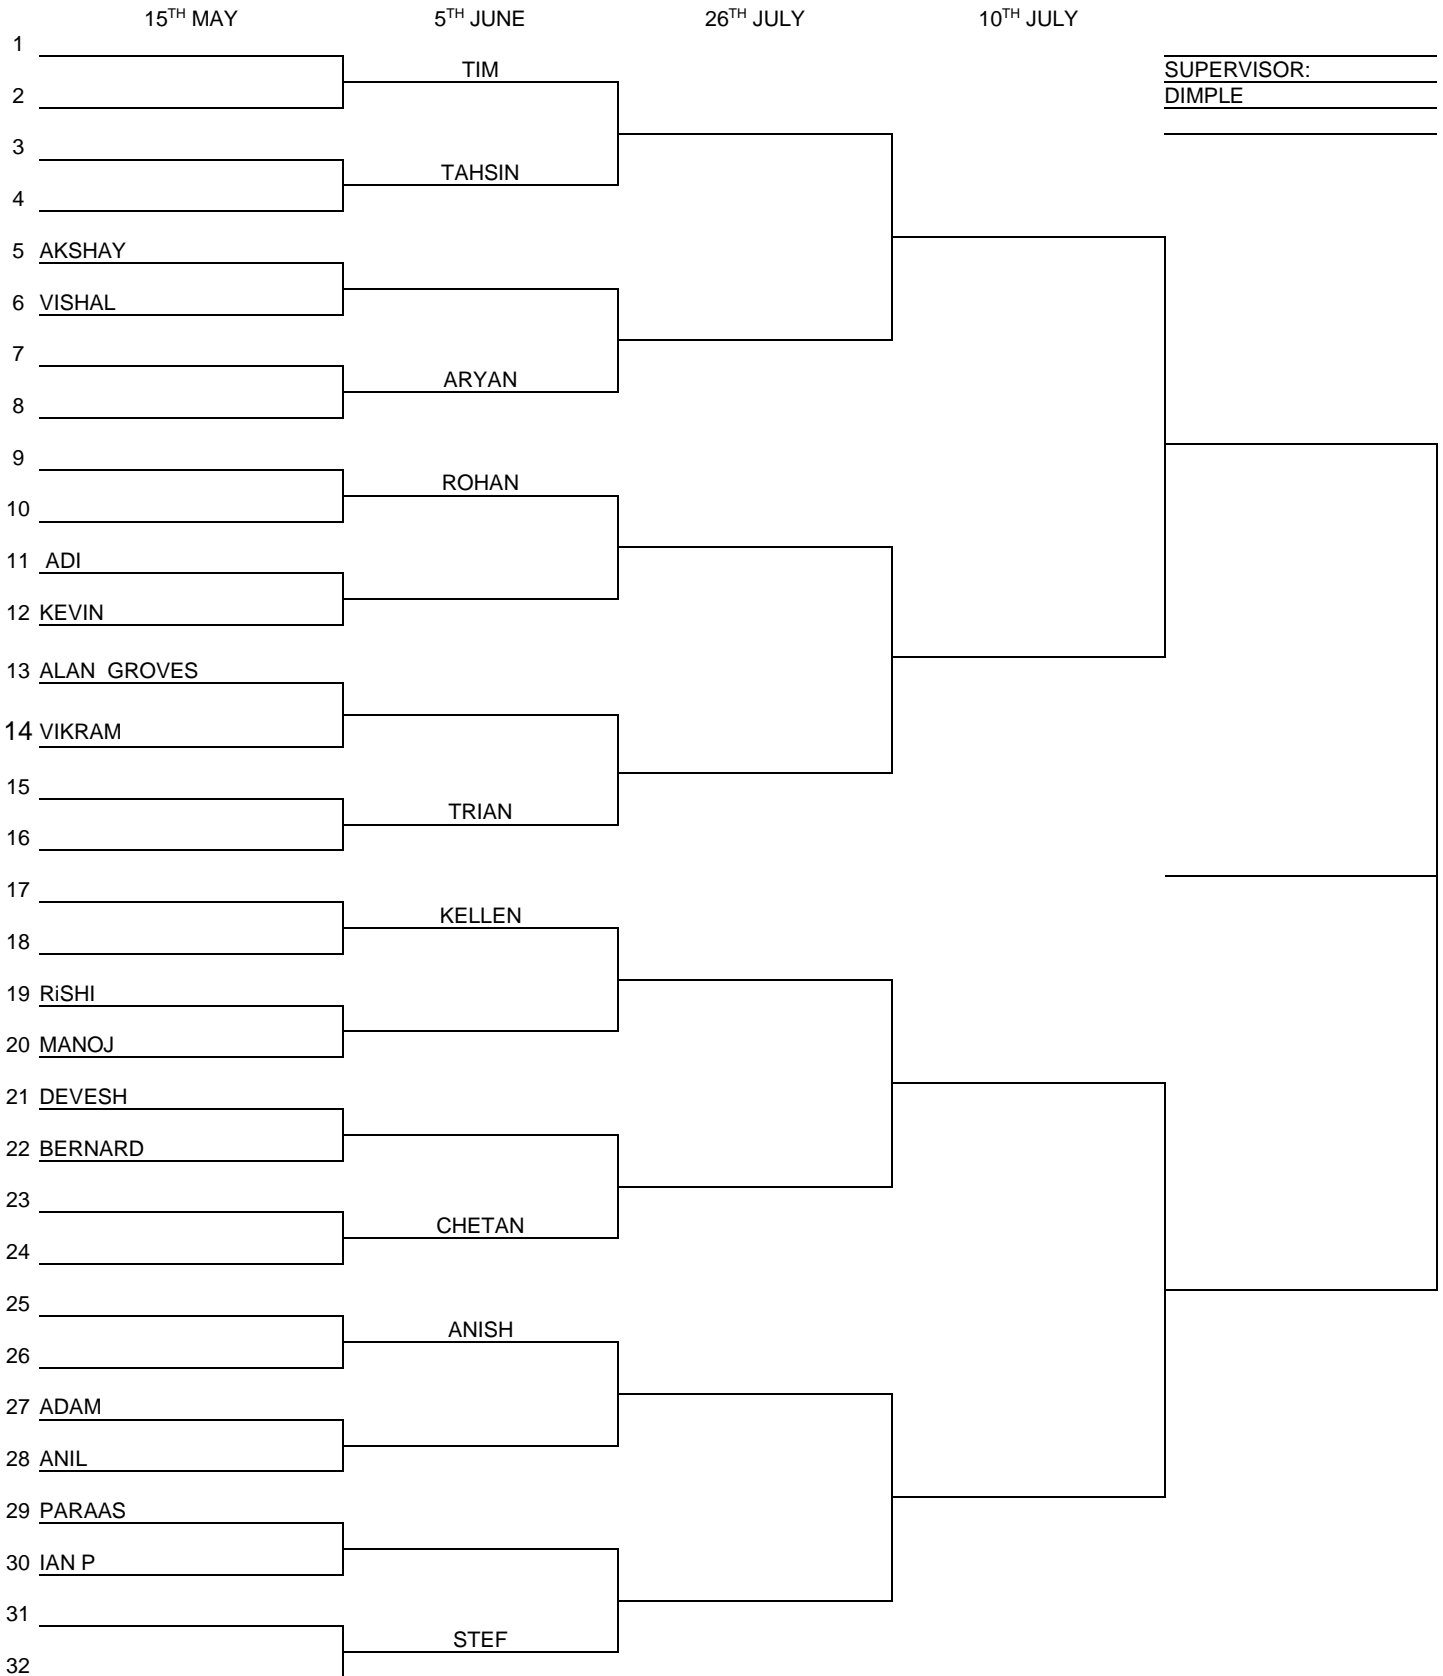 15TH MAY 5TH JUNE 26TH JULY 10TH JULY
1
TIM
SUPERVISOR:
2
DIMPLE
3
TAHSIN
4
5 AKSHAY
6 VISHAL
7
ARYAN
8
9
ROHAN
10
11 ADI
12 KEVIN
13 ALAN GROVES
14 VIKRAM
15
TRIAN
16
17
KELLEN
18
19 RiSHI
20 MANOJ
21 DEVESH
22 BERNARD
23
CHETAN
24
25
ANISH
26
27 ADAM
28 ANIL
29 PARAAS
30 IAN P
31
STEF
32